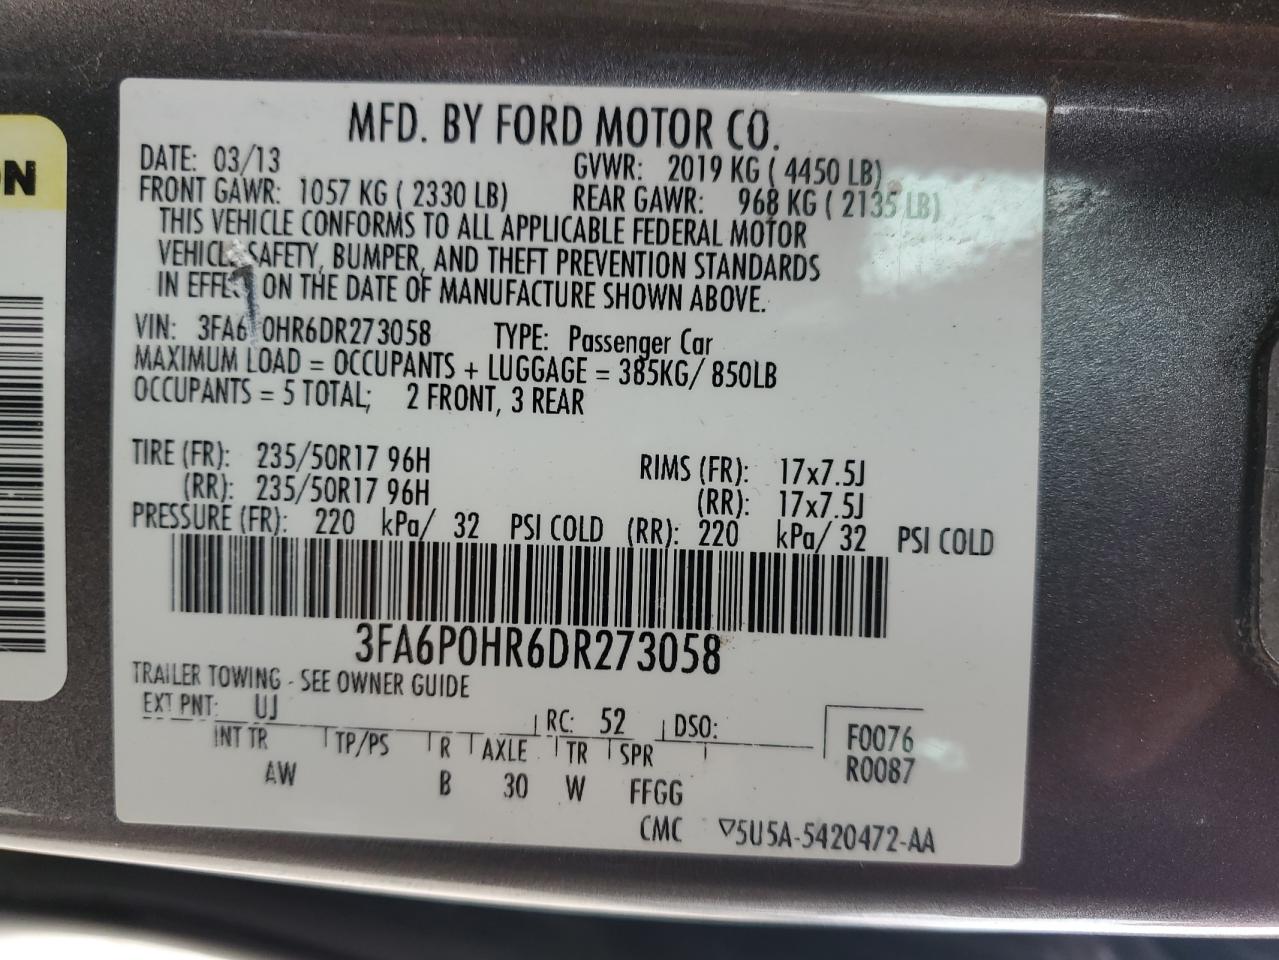 MFD. BY FORD MOTOR CO.
DATE: 03/13 GVWR: 2019 KG ( 4450 LB)
FRONT GAWR: 1057 KG ( 2330 LB) REAR GAWR: 968 KG ( 2135 LB)
THIS VEHICLE CONFORMS TO ALL APPLICABLE FEDERAL MOTOR
VEHICLE SAFETY, BUMPER, AND THEFT PREVENTION STANDARDS
IN EFFECT ON THE DATE OF MANUFACTURE SHOWN ABOVE.
VIN: 3FA6P0HR6DR273058 TYPE: Passenger Car
MAXIMUM LOAD = OCCUPANTS + LUGGAGE = 385KG/ 850LB
OCCUPANTS = 5 TOTAL; 2 FRONT, 3 REAR
TIRE (FR): 235/50R17 96H RIMS (FR): 17x7.5J
(RR): 235/50R17 96H (RR): 17x7.5J
PRESSURE (FR): 220 kPa/ 32 PSI COLD (RR): 220 kPa/ 32 PSI COLD
3FA6P0HR6DR273058
TRAILER TOWING - SEE OWNER GUIDE
EXT PNT: UJ RC: 52 DSO:
INT TR TP/PS R AXLE TR SPR
F0076
R0087
AW B 30 W FFGG
CMC ▽5U5A-5420472-AA